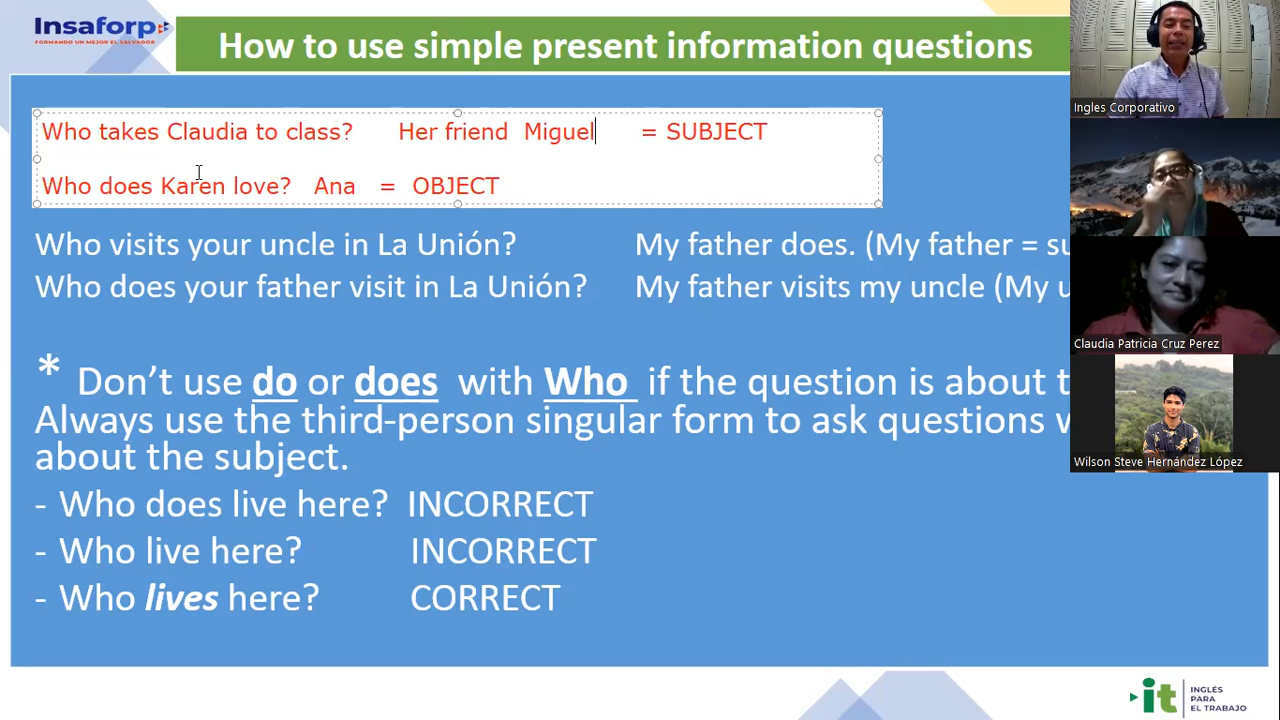 Insaforp
FORMANDO UN MEJOR EL SALVADOR
How to use simple present information questions
Who takes Claudia to class? Her friend Miguel = SUBJECT
Who does Karen love? Ana = OBJECT
Who visits your uncle in La Unión? My father does. (My father = su
Who does your father visit in La Unión? My father visits my uncle (My u
* Don't use do or does with Who if the question is about t
Always use the third-person singular form to ask questions w
about the subject.
- Who does live here? INCORRECT
- Who live here? INCORRECT
- Who lives here? CORRECT
Ingles Corporativo
Claudia Patricia Cruz Perez
Wilson Steve Hernández López
it INGLÉS
PARA
EL TRABAJO